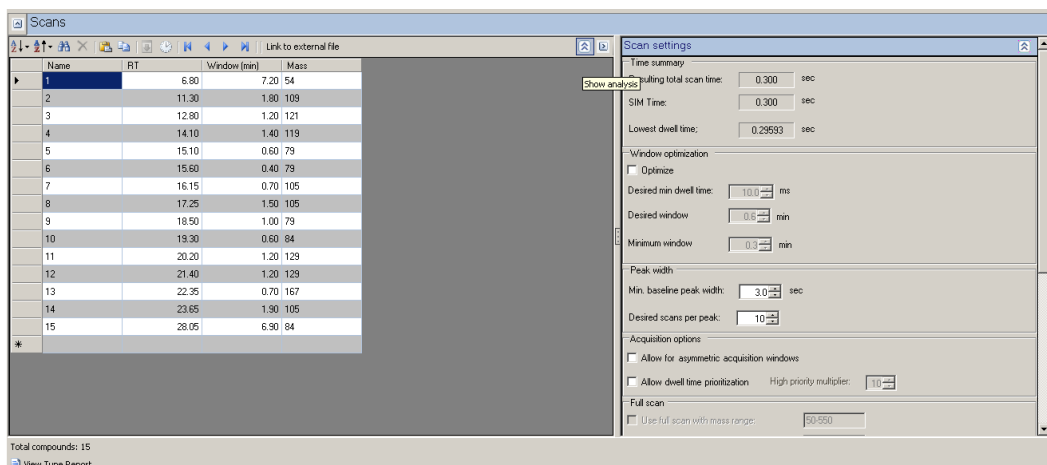 Scans
Link to external file
Name RT Window (min) Mass
1 6.80 7.20 54
2 11.30 1.80 109
3 12.80 1.20 121
4 14.10 1.40 119
5 15.10 0.60 79
6 15.60 0.40 79
7 16.15 0.70 105
8 17.25 1.50 105
9 18.50 1.00 79
10 19.30 0.60 84
11 20.20 1.20 129
12 21.40 1.20 129
13 22.35 0.70 167
14 23.65 1.90 105
15 28.05 6.90 84
Show analysis
Scan settings
Time summary
sulting total scan time: 0.300 sec
SIM Time: 0.300 sec
Lowest dwell time; 0.29593 sec
Window optimization
Optimize
Desired min dwell time: 10.0 ms
Desired window 0.6 min
Minimum window 0.3 min
Peak width
Min. baseline peak width: 3.0 sec
Desired scans per peak: 10
Acquisition options
Allow for asymmetric acquisition windows
Allow dwell time prioritization High priority multiplier: 10
Full scan
Use full scan with mass range: 50-550
Total compounds: 15
View Tune Report